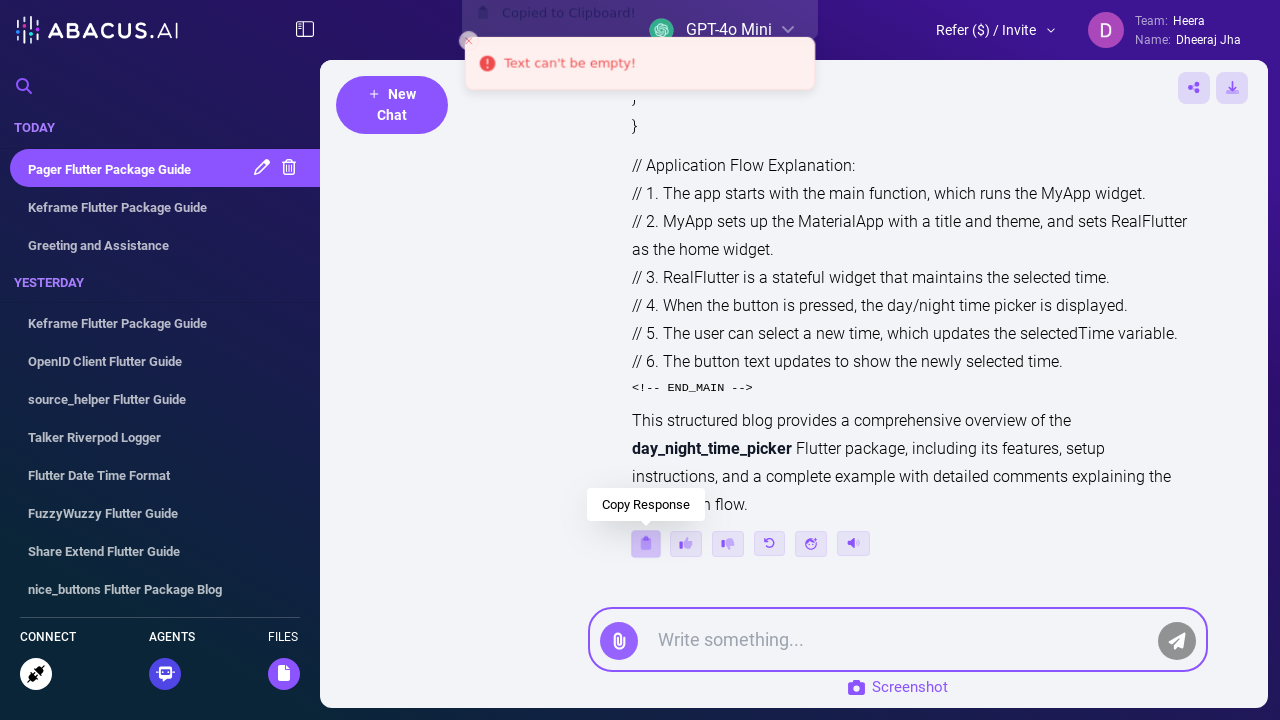 ABACUS.AI
Copied to Clipboard!
GPT-4o Mini
Text can't be empty!
Refer ($) / Invite
D
Team: Heera
Name: Dheeraj Jha
TODAY
Pager Flutter Package Guide
Keframe Flutter Package Guide
Greeting and Assistance
YESTERDAY
Keframe Flutter Package Guide
OpenID Client Flutter Guide
source_helper Flutter Guide
Talker Riverpod Logger
Flutter Date Time Format
FuzzyWuzzy Flutter Guide
Share Extend Flutter Guide
nice_buttons Flutter Package Blog
CONNECT
AGENTS
FILES
+ New
Chat
}
}
// Application Flow Explanation:
// 1. The app starts with the main function, which runs the MyApp widget.
// 2. MyApp sets up the MaterialApp with a title and theme, and sets RealFlutter
as the home widget.
// 3. RealFlutter is a stateful widget that maintains the selected time.
// 4. When the button is pressed, the day/night time picker is displayed.
// 5. The user can select a new time, which updates the selectedTime variable.
// 6. The button text updates to show the newly selected time.
<!-- END_MAIN -->
This structured blog provides a comprehensive overview of the
day_night_time_picker Flutter package, including its features, setup
instructions, and a complete example with detailed comments explaining the
flow.
Copy Response
Write something...
Screenshot